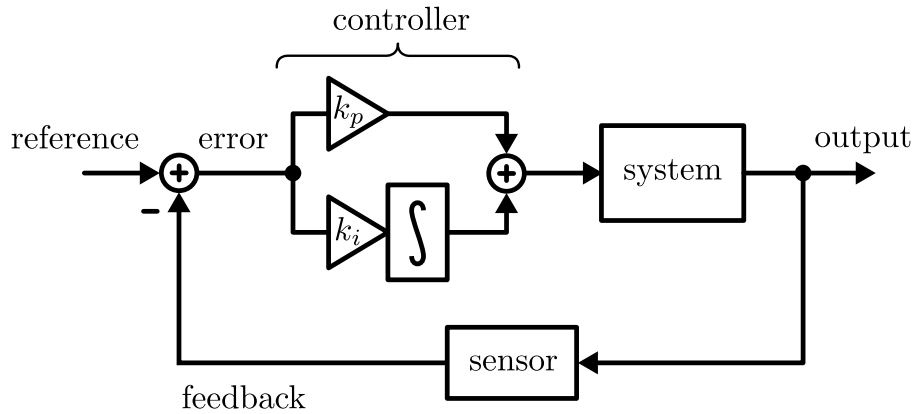 controller
k_p
reference
error
output
system
+
+
−
k_i
∫
sensor
feedback